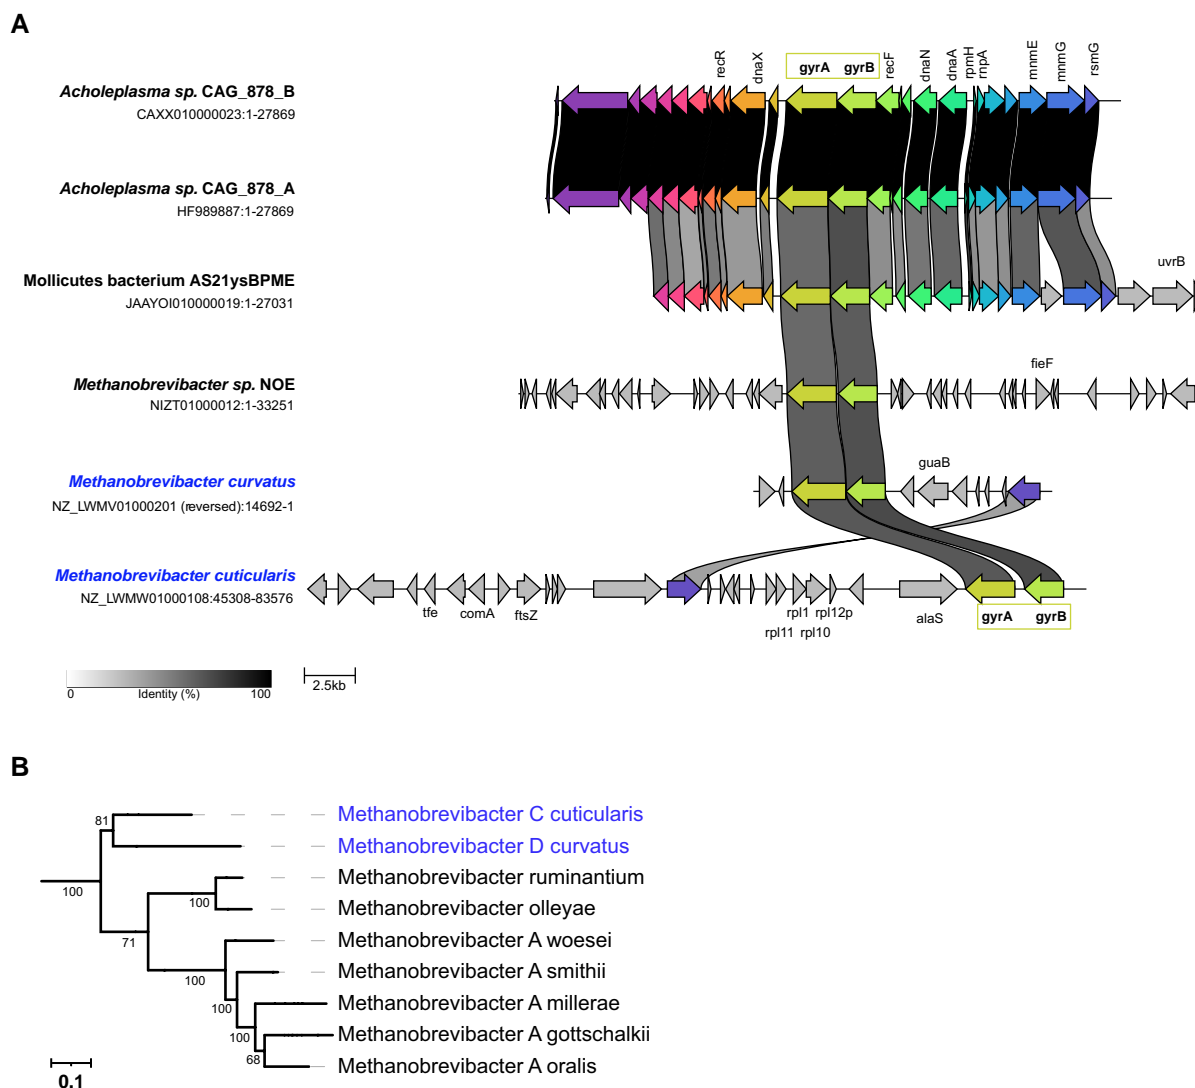 A
recR
dnaX
gyrA
gyrB
recF
dnaN
dnaA
rpmH
rnpA
mnmE
mnmG
rsmG
Acholeplasma sp. CAG_878_B
CAXX010000023:1-27869
Acholeplasma sp. CAG_878_A
HF989887:1-27869
Mollicutes bacterium AS21ysBPME
JAAYOI010000019:1-27031
uvrB
Methanobrevibacter sp. NOE
NIZT01000012:1-33251
fieF
Methanobrevibacter curvatus
NZ_LWMV01000201 (reversed):14692-1
guaB
Methanobrevibacter cuticularis
NZ_LWMW01000108:45308-83576
tfe
comA
ftsZ
rpl1 rpl12p
rpl11 rpl10
alaS
gyrA
gyrB
0 Identity (%) 100
2.5kb
B
81
Methanobrevibacter C cuticularis
Methanobrevibacter D curvatus
100
Methanobrevibacter ruminantium
100
Methanobrevibacter olleyae
71
Methanobrevibacter A woesei
100
Methanobrevibacter A smithii
100
Methanobrevibacter A millerae
100
Methanobrevibacter A gottschalkii
68
Methanobrevibacter A oralis
0.1